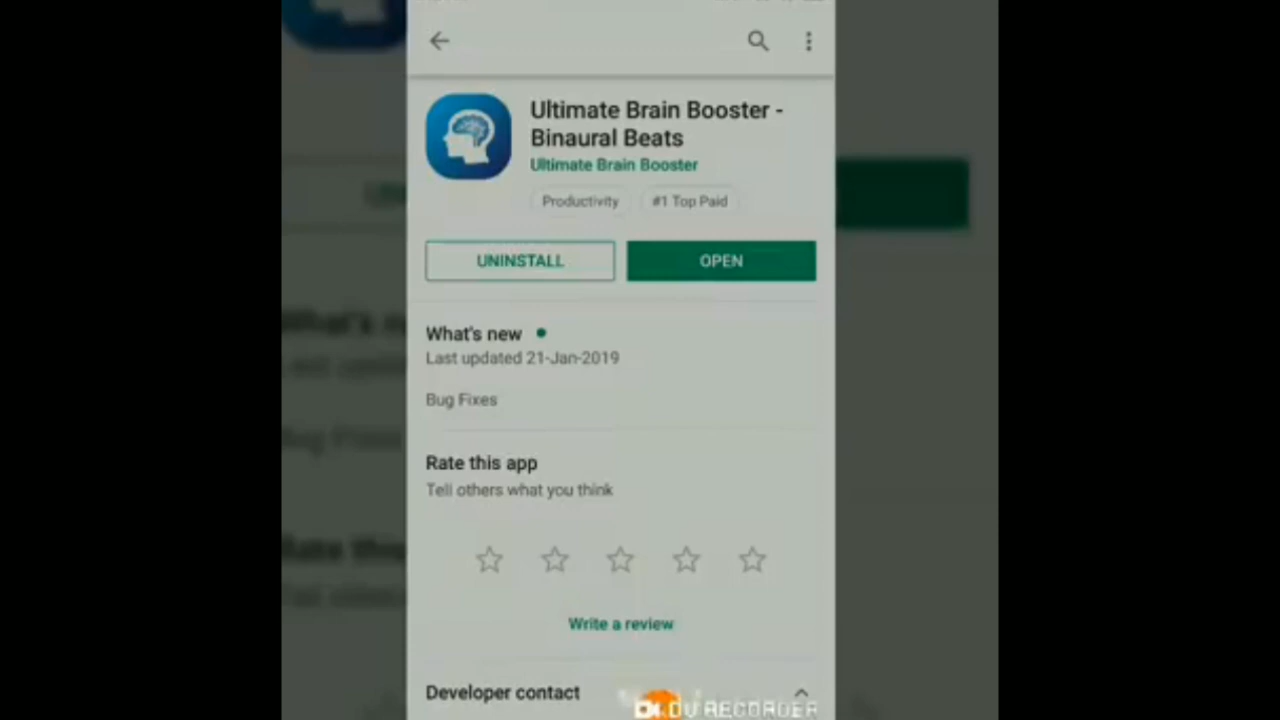 Ultimate Brain Booster -
Binaural Beats
Ultimate Brain Booster
Productivity
#1 Top Paid
UNINSTALL
OPEN
What's new
Last updated 21-Jan-2019
Bug Fixes
Rate this app
Tell others what you think
Write a review
Developer contact
DU RECORDER